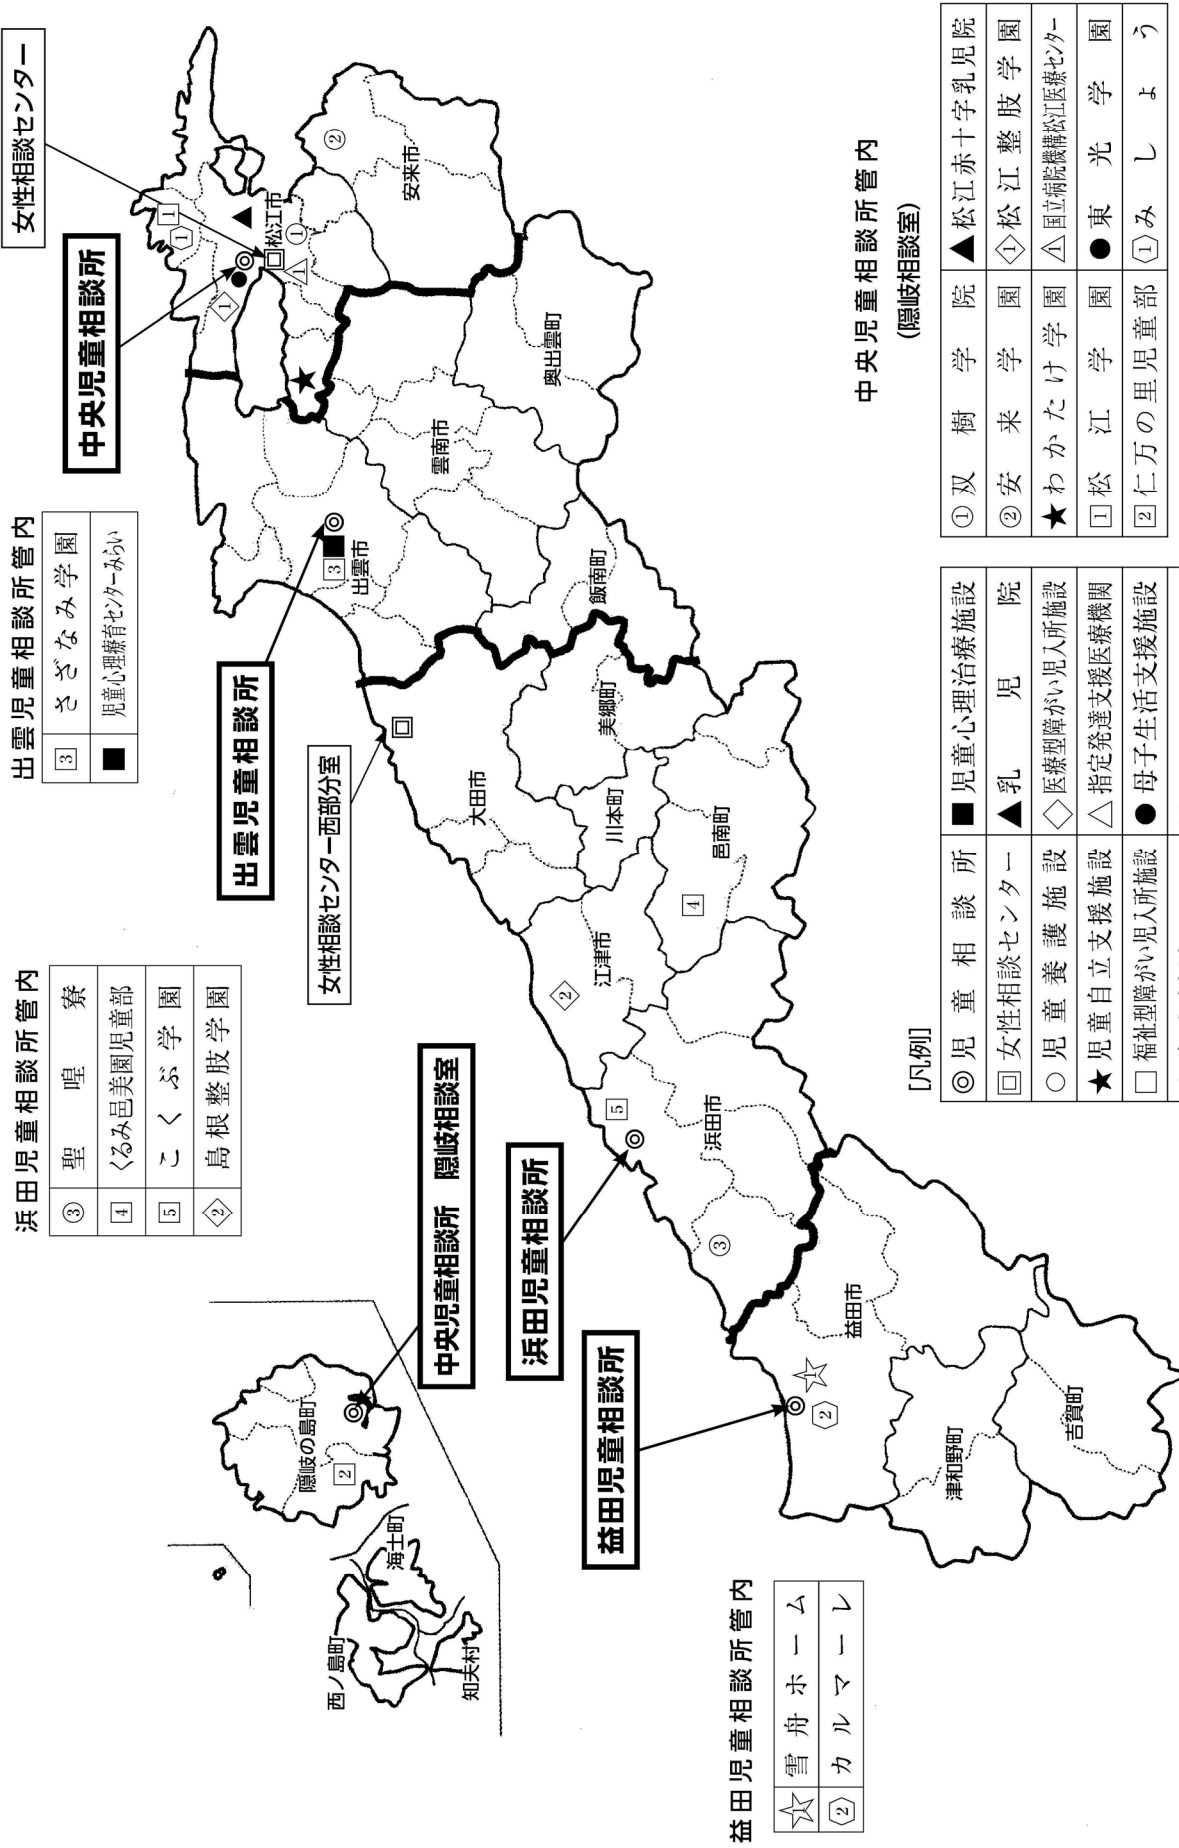 浜田児童相談所管内
③ 聖喤寮
4 くるみ邑美園児童部
5 こくぶ学園
2 島根整肢学園
出雲児童相談所管内
3 さざなみ学園
■ 児童心理療育センターみらい
女性相談センター
中央児童相談所
出雲児童相談所
女性相談センター西部分室
中央児童相談所 隠岐相談室
浜田児童相談所
益田児童相談所
隠岐の島町
2
海士町
西ノ島町
知夫村
松江市
1
1
1
①
1
安来市
②
出雲市
3
雲南市
奥出雲町
飯南町
大田市
美郷町
川本町
邑南町
4
江津市
2
浜田市
5
③
益田市
1
2
津和野町
吉賀町
益田児童相談所管内
1 雪舟ホーム
2 カルマーレ
[凡例]
◎ 児童相談所 ■ 児童心理治療施設
回 女性相談センター ▲ 乳児院
○ 児童養護施設 ◇ 医療型障がい児入所施設
★ 児童自立支援施設 △ 指定発達支援医療機関
□ 福祉型障がい児入所施設 ● 母子生活支援施設
中央児童相談所管内
(隠岐相談室)
① 双樹学院 ▲ 松江赤十字乳児院
② 安来学園 1 松江整肢学園
★ わかたけ学園 1 国立病院機構松江医療センター
1 松江学園 ● 東光学園
2 仁万の里児童部 1 みしょう